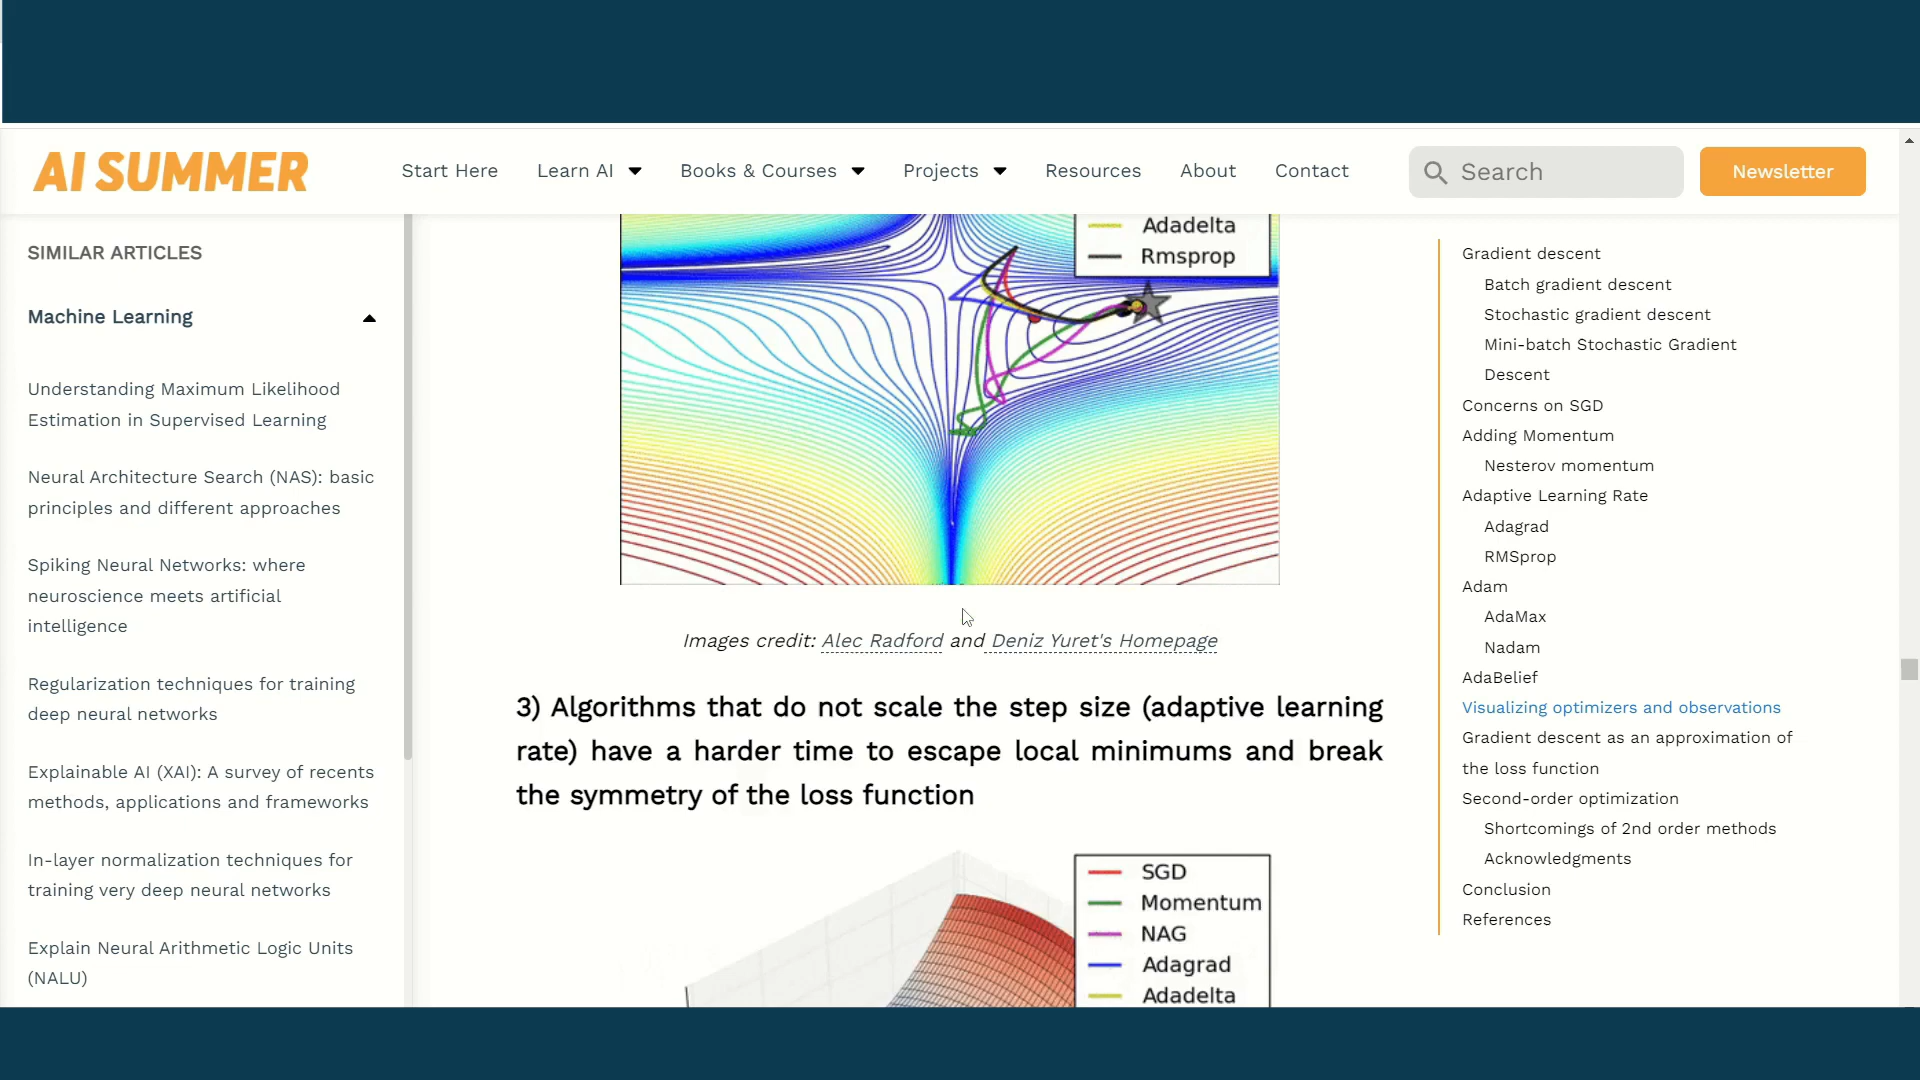 AI SUMMER
Start Here
Learn AI
Books & Courses
Projects
Resources
About
Contact
Search
Newsletter
SIMILAR ARTICLES
Machine Learning
Understanding Maximum Likelihood
Estimation in Supervised Learning
Neural Architecture Search (NAS): basic
principles and different approaches
Spiking Neural Networks: where
neuroscience meets artificial
intelligence
Regularization techniques for training
deep neural networks
Explainable AI (XAI): A survey of recents
methods, applications and frameworks
In-layer normalization techniques for
training very deep neural networks
Explain Neural Arithmetic Logic Units
(NALU)
Adadelta
Rmsprop
Images credit: Alec Radford and Deniz Yuret's Homepage
3) Algorithms that do not scale the step size (adaptive learning
rate) have a harder time to escape local minimums and break
the symmetry of the loss function
SGD
Momentum
NAG
Adagrad
Adadelta
Gradient descent
Batch gradient descent
Stochastic gradient descent
Mini-batch Stochastic Gradient
Descent
Concerns on SGD
Adding Momentum
Nesterov momentum
Adaptive Learning Rate
Adagrad
RMSprop
Adam
AdaMax
Nadam
AdaBelief
Visualizing optimizers and observations
Gradient descent as an approximation of
the loss function
Second-order optimization
Shortcomings of 2nd order methods
Acknowledgments
Conclusion
References